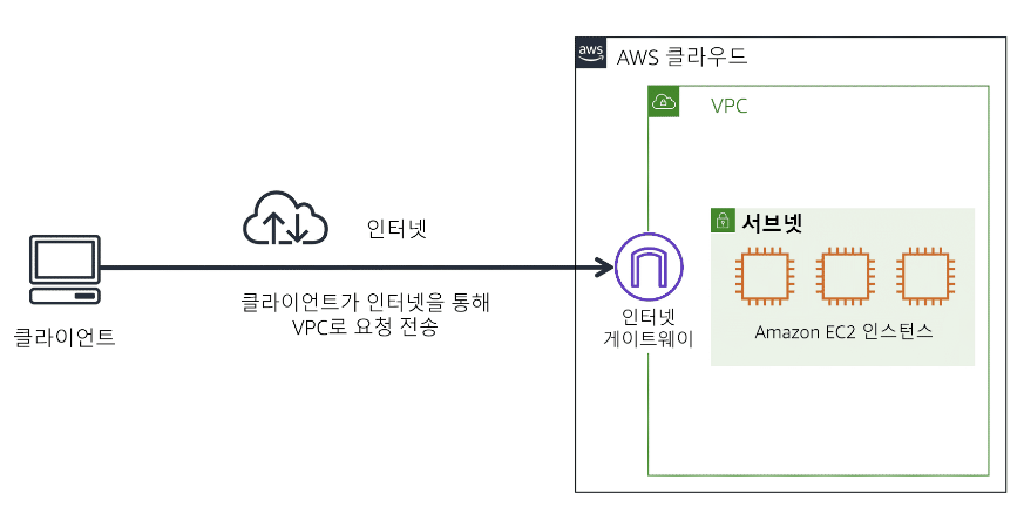 aws
AWS 클라우드
VPC
서브넷
인터넷
클라이언트가 인터넷을 통해
VPC로 요청 전송
클라이언트
인터넷
게이트웨이
Amazon EC2 인스턴스